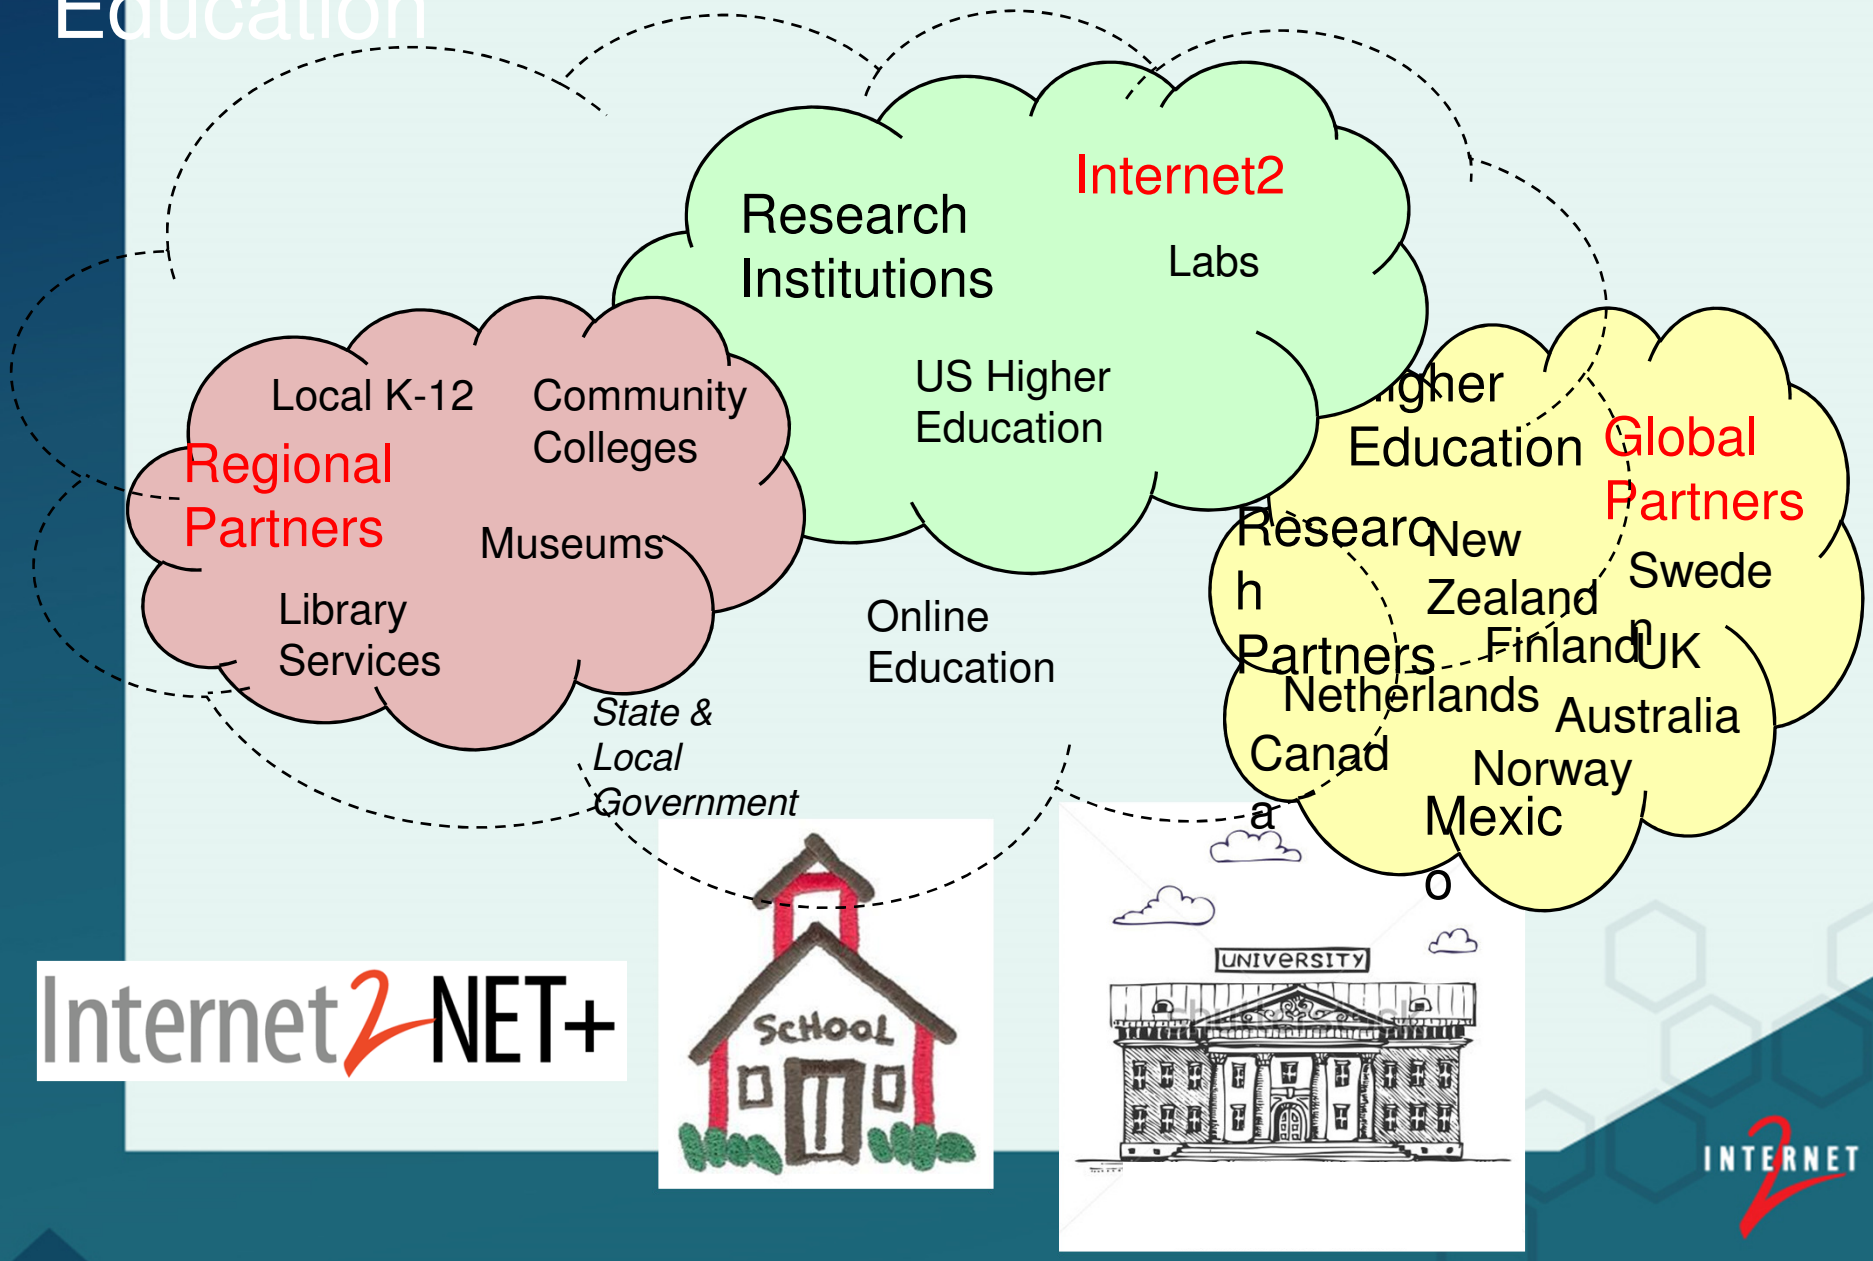 Education
Internet2
Research
Institutions
Labs
US Higher
Education
Local K-12
Community
Colleges
Regional
Partners
Museums
Library
Services
Online
Education
State &
Local
Government
Education
Global
Partners
Researc
h
Partners
New
Zealand
Swede
n
Finland
UK
Netherlands
Australia
Canad
a
Norway
Mexic
o
Internet2 NET+
SCHOOL
UNIVERSITY
INTERNET
2